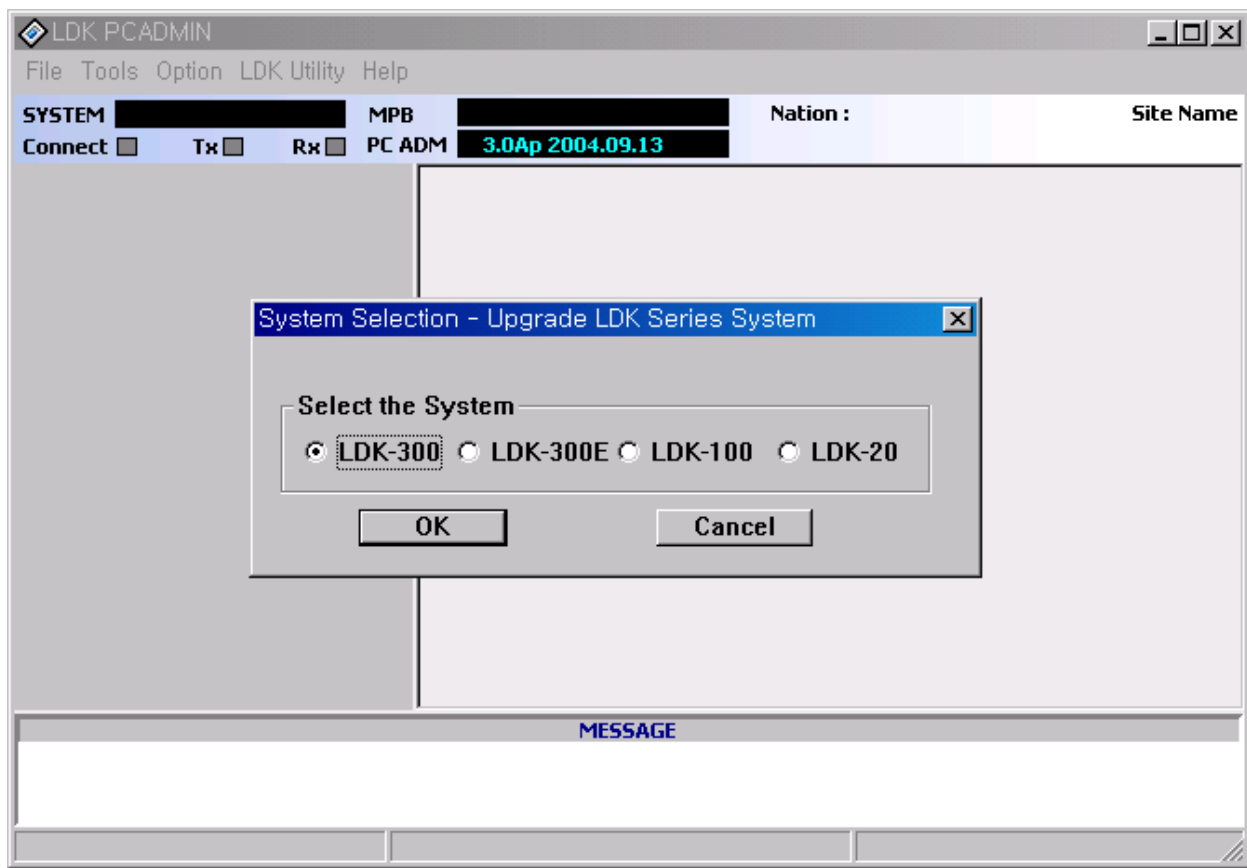 LDK PCADMIN
File Tools Option LDK Utility Help
SYSTEM MPB Nation : Site Name
Connect Tx Rx PC ADM 3.0Ap 2004.09.13
System Selection - Upgrade LDK Series System
Select the System
LDK-300 LDK-300E LDK-100 LDK-20
OK Cancel
MESSAGE